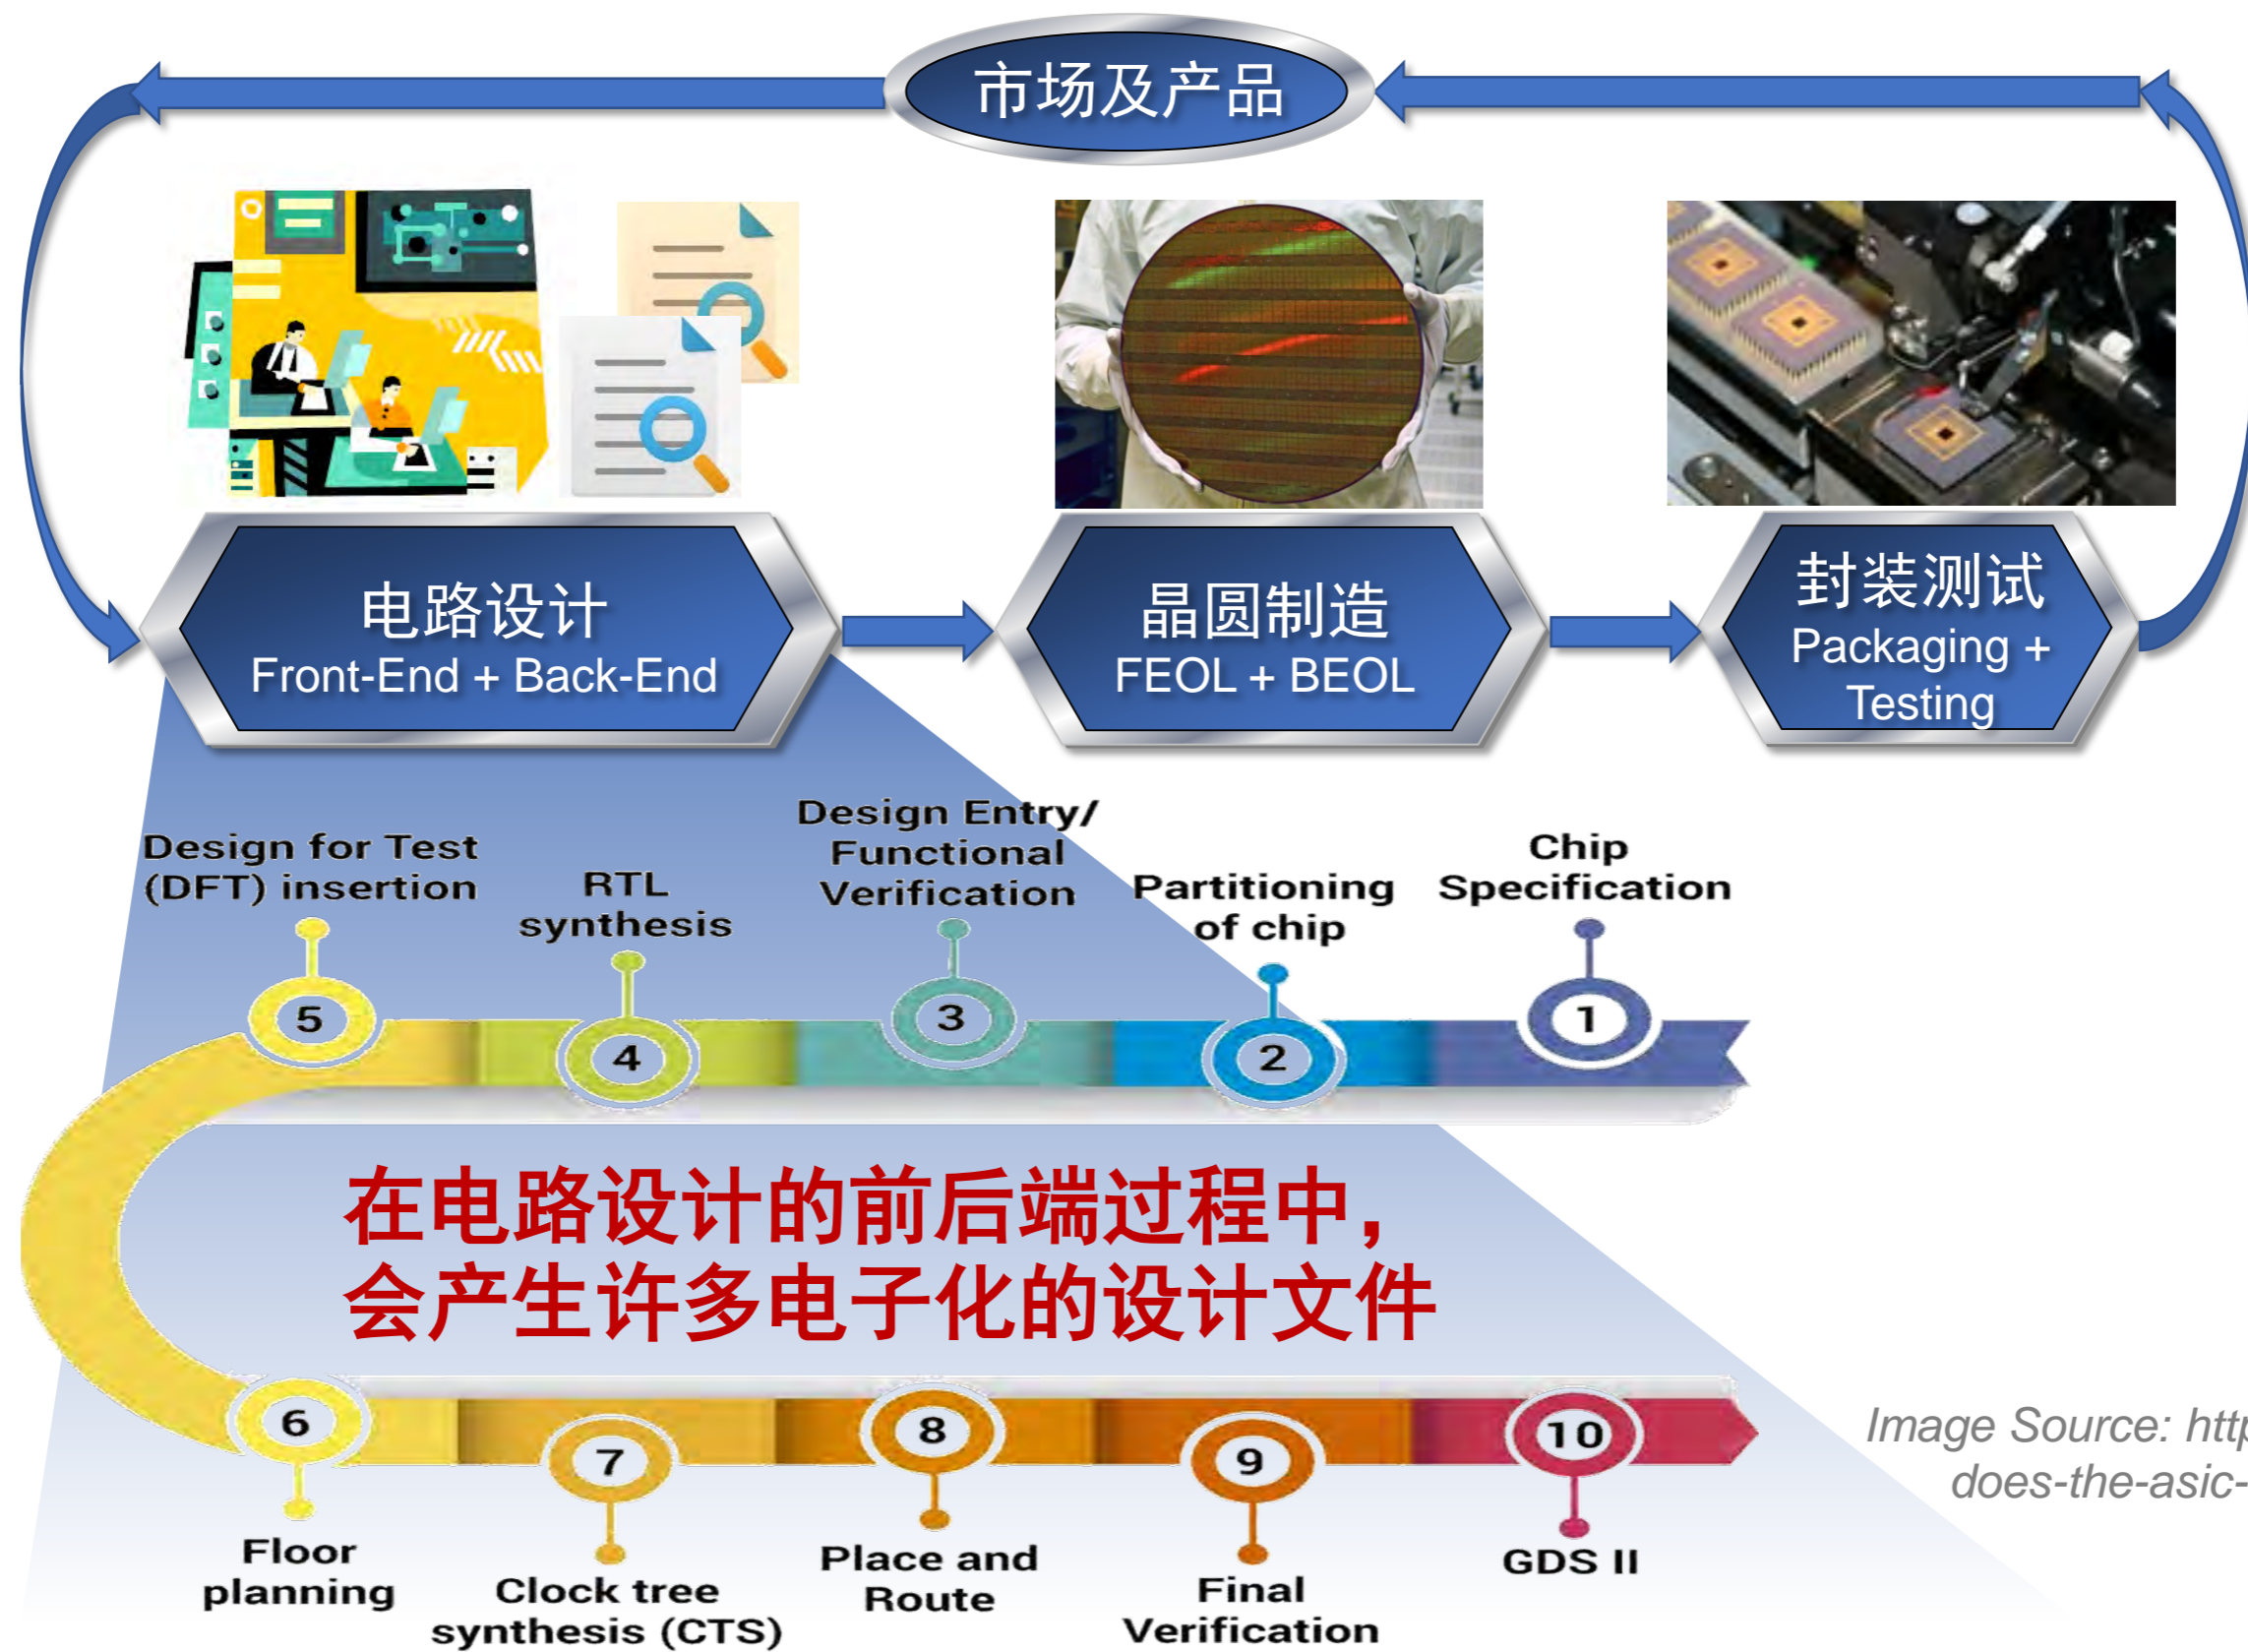 市场及产品
电路设计
Front-End + Back-End
晶圆制造
FEOL + BEOL
封装测试
Packaging +
Testing
Design for Test
(DFT) insertion
RTL
synthesis
Design Entry/
Functional
Verification
Partitioning
of chip
Chip
Specification
5
4
3
2
1
在电路设计的前后端过程中，
会产生许多电子化的设计文件
6
7
8
9
10
Floor
planning
Clock tree
synthesis (CTS)
Place and
Route
Final
Verification
GDS II
Image Source: http
does-the-asic-